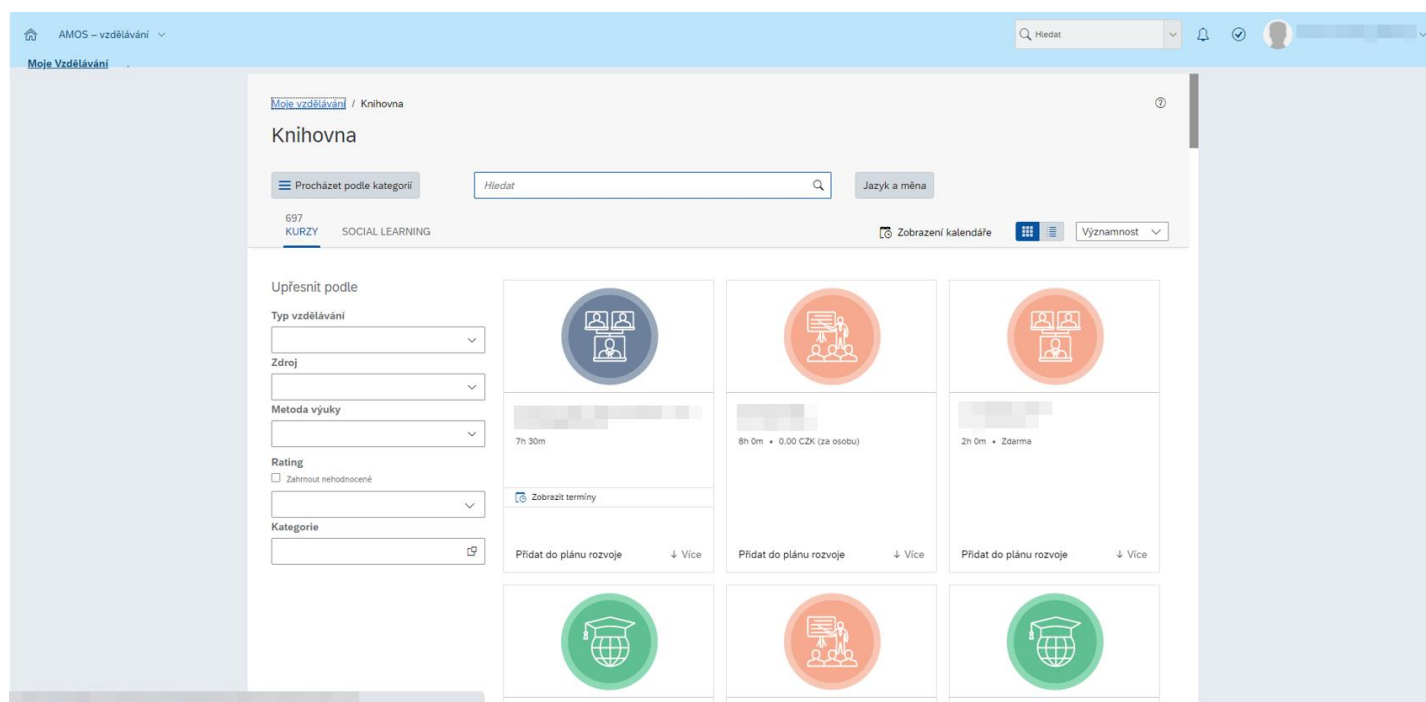 AMOS – vzdělávání
Hledat
Moje Vzdělávání
Moje vzdělávání / Knihovna
Knihovna
Procházet podle kategorií
Hledat
Jazyk a měna
697
KURZY
SOCIAL LEARNING
Zobrazení kalendáře
Významnost
Upřesnit podle
Typ vzdělávání
Zdroj
Metoda výuky
Rating
Zahrnout nehodnocené
Kategorie
7h 30m
Zobrazit termíny
Přidat do plánu rozvoje
↓ Více
8h 0m • 0.00 CZK (za osobu)
Přidat do plánu rozvoje
↓ Více
2h 0m • Zdarma
Přidat do plánu rozvoje
↓ Více